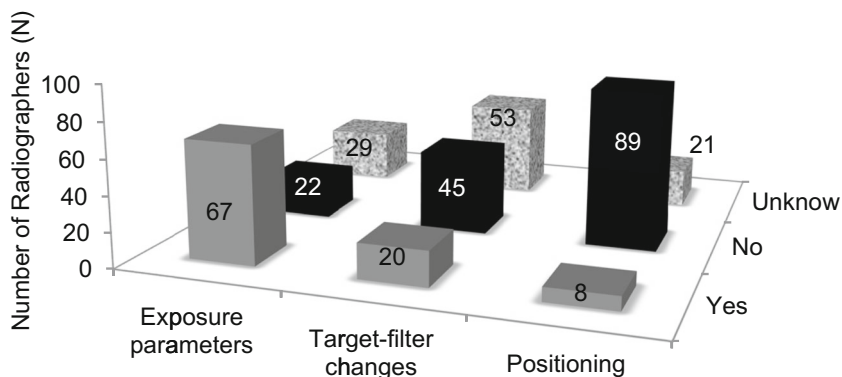 Number of Radiographers (N)
100
80
60
40
20
0
67
22
29
20
45
53
8
89
21
Unknow
No
Yes
Exposure
parameters
Target-filter
changes
Positioning